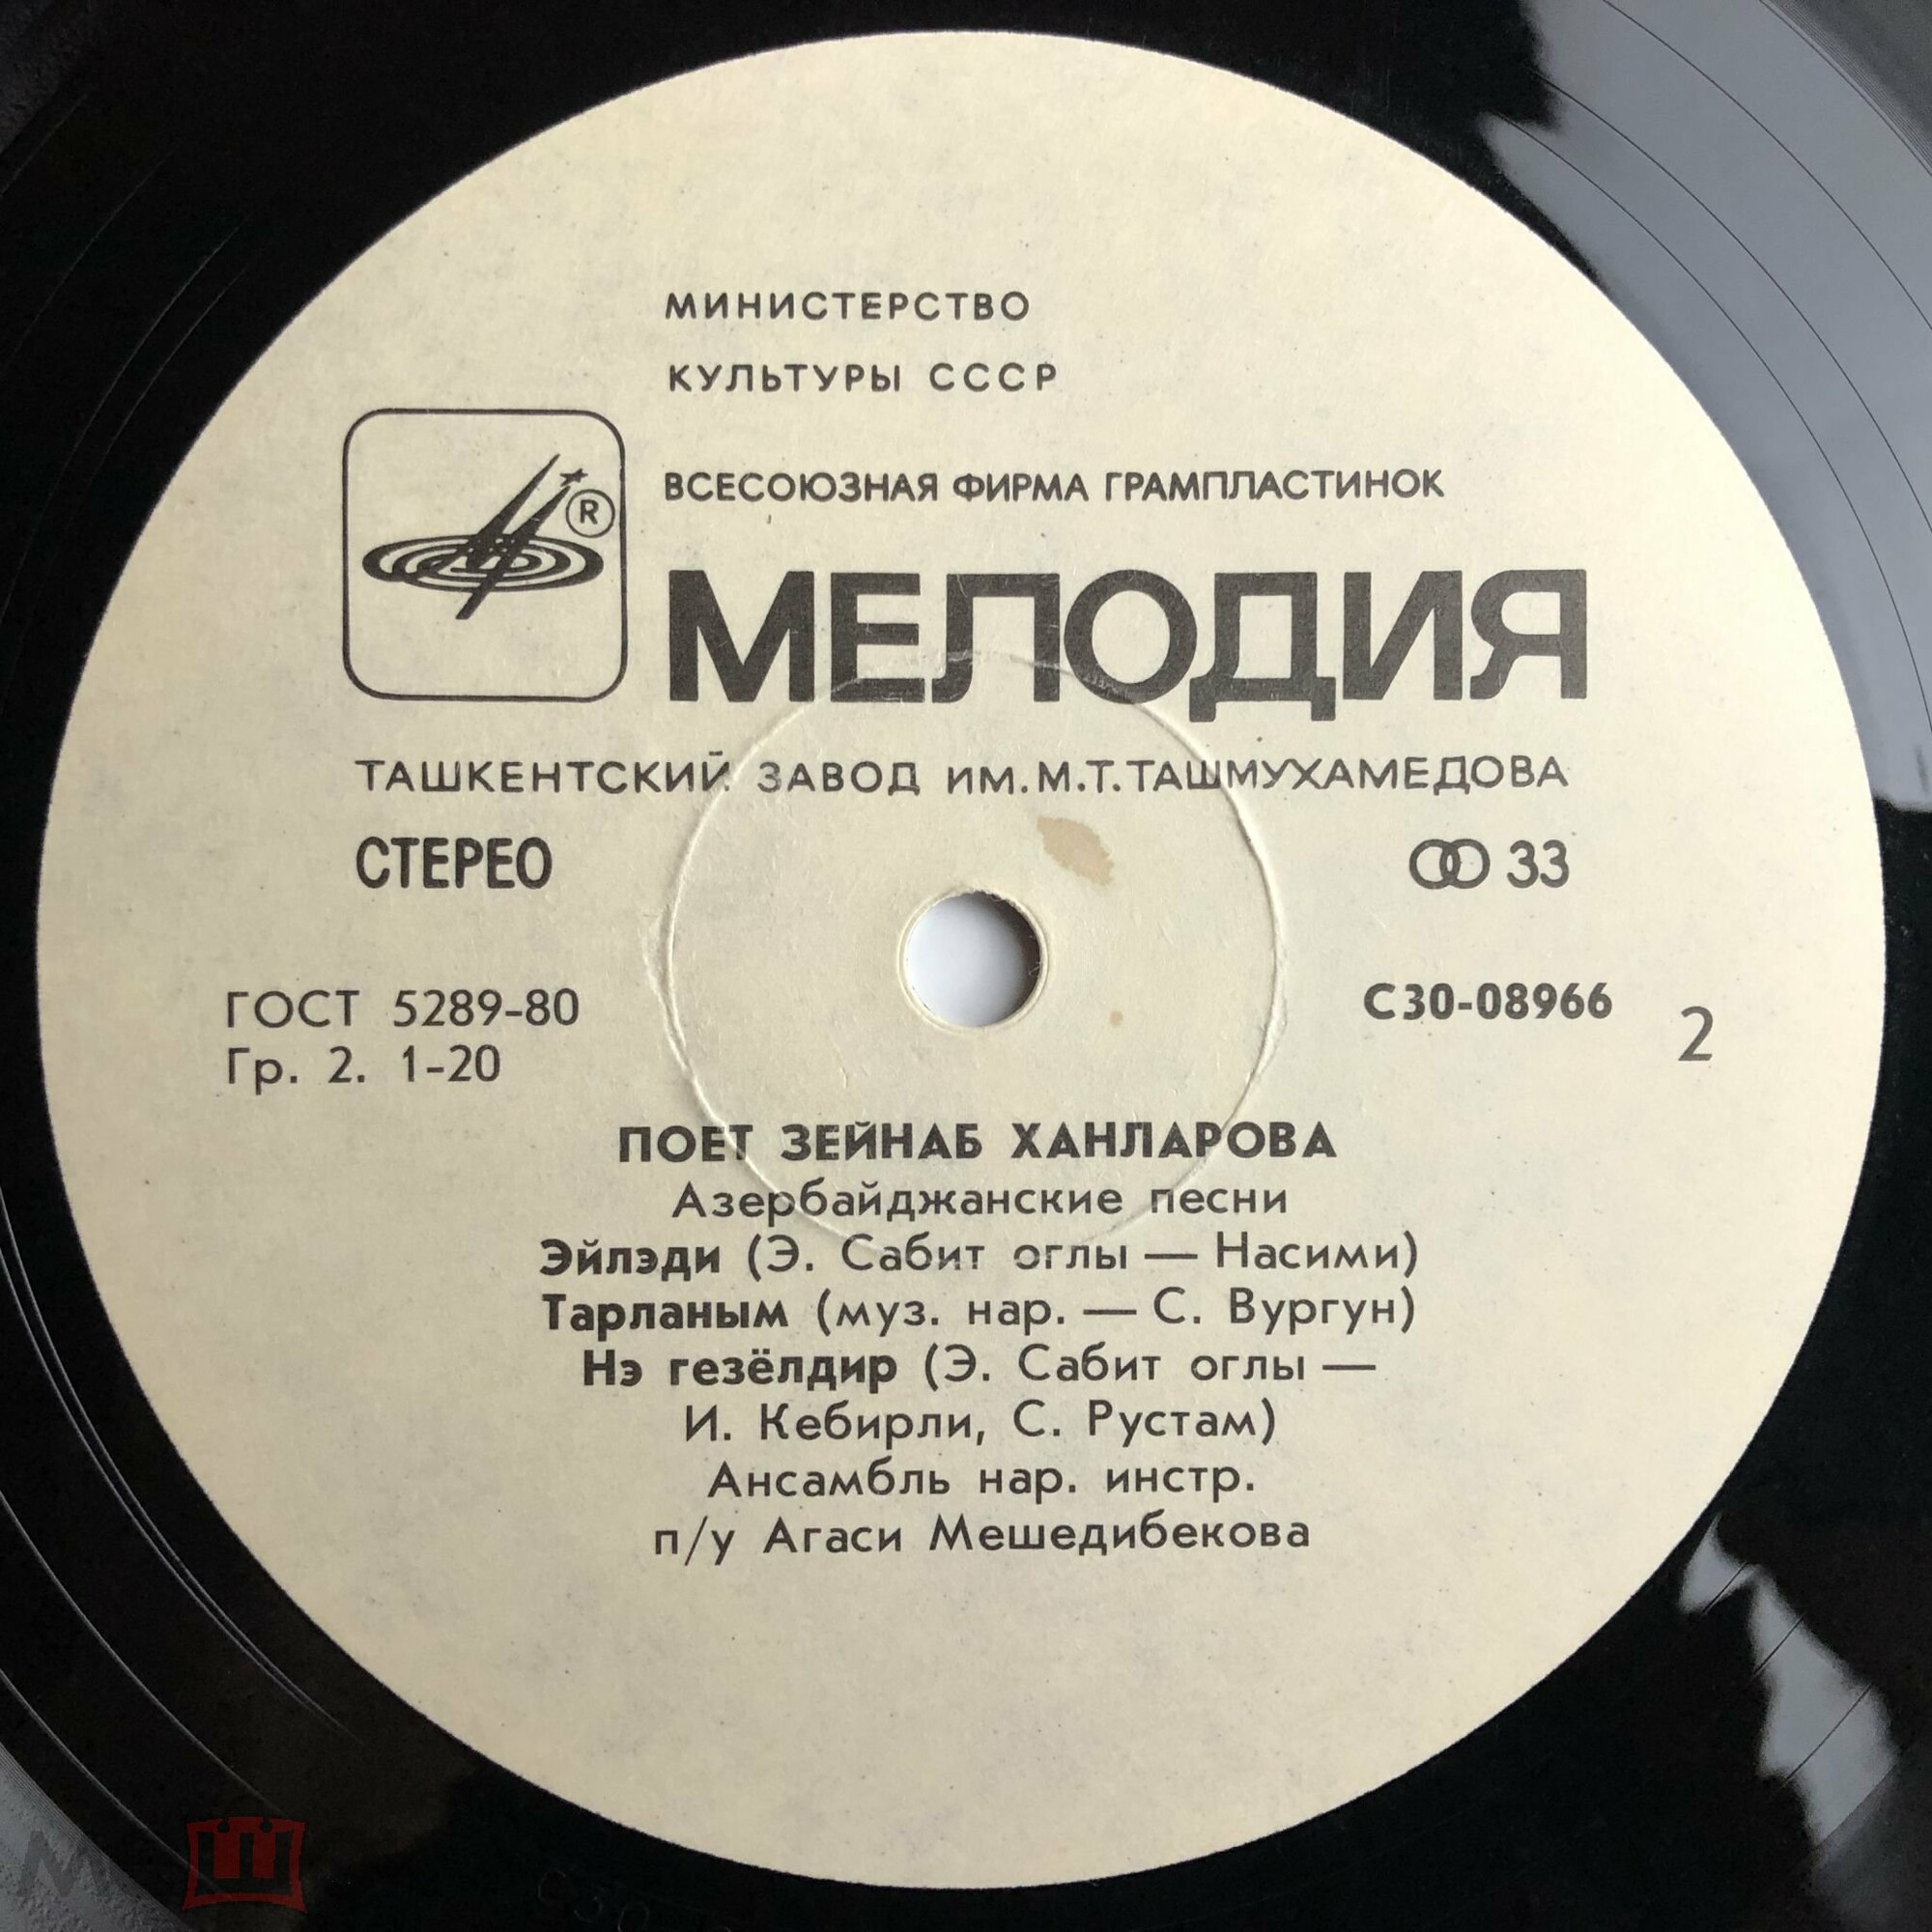 МИНИСТЕРСТВО
КУЛЬТУРЫ СССР
ВСЕСОЮЗНАЯ ФИРМА ГРАМПЛАСТИНОК
®
МЕЛОДИЯ
ТАШКЕНТСКИЙ ЗАВОД ИМ.М.Т.ТАШМУХАМЕДОВА
СТЕРЕО 33
ГОСТ 5289-80 С30-08966
Гр. 2. 1-20 2
ПОЕТ ЗЕЙНАБ ХАНЛАРОВА
Азербайджанские песни
Эйлэди (Э. Сабит оглы — Насими)
Тарланым (муз. нар. — С. Вургун)
Нэ гезёлдир (Э. Сабит оглы —
И. Кебирли, С. Рустам)
Ансамбль нар. инстр.
п/у Агаси Мешедибекова